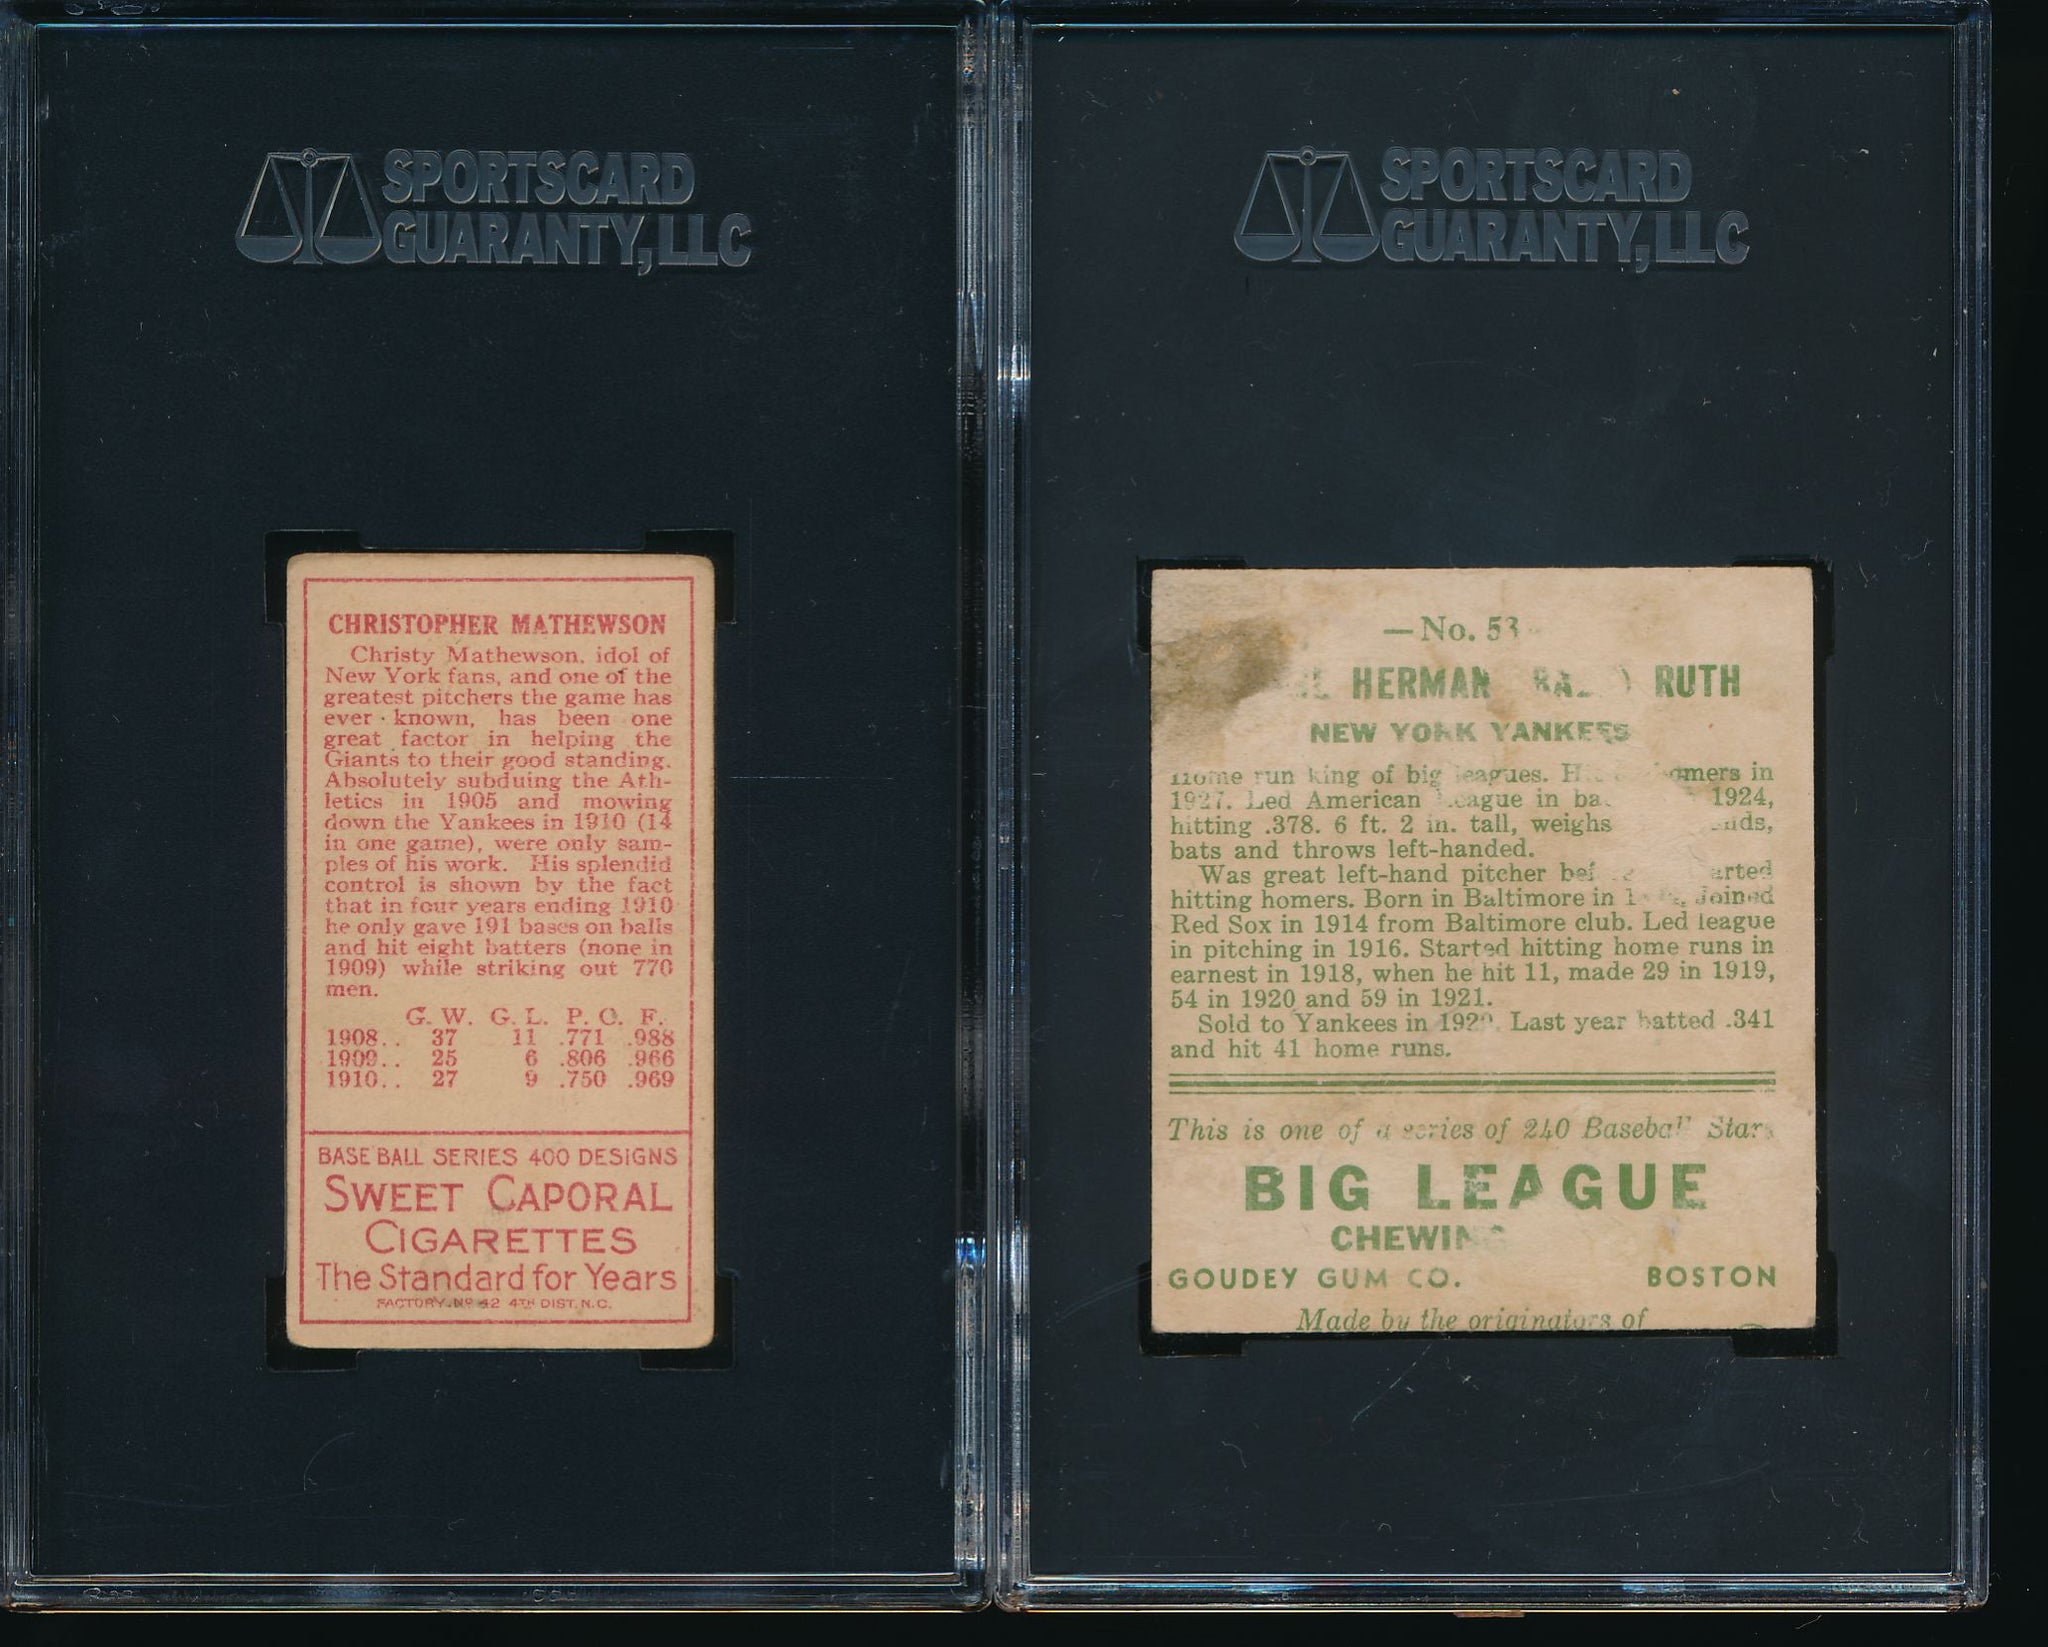 SPORTSCARD
GUARANTY, LLC
CHRISTOPHER MATHEWSON
Christy Mathewson, idol of
New York fans, and one of the
greatest pitchers the game has
ever known, has been one
great factor in helping the
Giants to their good standing.
Absolutely subduing the Ath-
letics in 1905 and mowing
down the Yankees in 1910 (14
in one game), were only sam-
ples of his work. His splendid
control is shown by the fact
that in four years ending 1910
he only gave 191 bases on balls
and hit eight batters (none in
1909) while striking out 770
men.
G. W. G. L. P. C. F.
1908.. 37 11 .771 .988
1909.. 25 6 .806 .966
1910.. 27 9 .750 .969
BASE BALL SERIES 400 DESIGNS
SWEET CAPORAL
CIGARETTES
The Standard for Years
FACTORY No 42 4TH DIST. N.C.
SPORTSCARD
GUARANTY, LLC
—No. 53
HERMAN RUTH
NEW YORK YANKEES
Home run king of big leagues. homers in
1927. Led American League in 1924,
hitting .378. 6 ft. 2 in. tall, weighs
bats and throws left-handed.
Was great left-hand pitcher
hitting homers. Born in Baltimore in Joined
Red Sox in 1914 from Baltimore club. Led league
in pitching in 1916. Started hitting home runs in
earnest in 1918, when he hit 11, made 29 in 1919,
54 in 1920 and 59 in 1921.
Sold to Yankees in Last year batted .341
and hit 41 home runs.
This is one of a series of 240 Baseball Stars
BIG LEAGUE
CHEWING
GOUDEY GUM CO. BOSTON
Made by the originators of